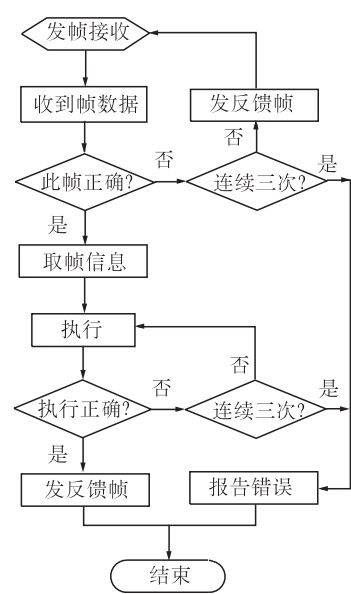 发帧接收
收到帧数据
发反馈帧
否
此帧正确?
否
连续三次?
是
是
取帧信息
执行
否
执行正确?
否
连续三次?
是
是
发反馈帧
报告错误
结束